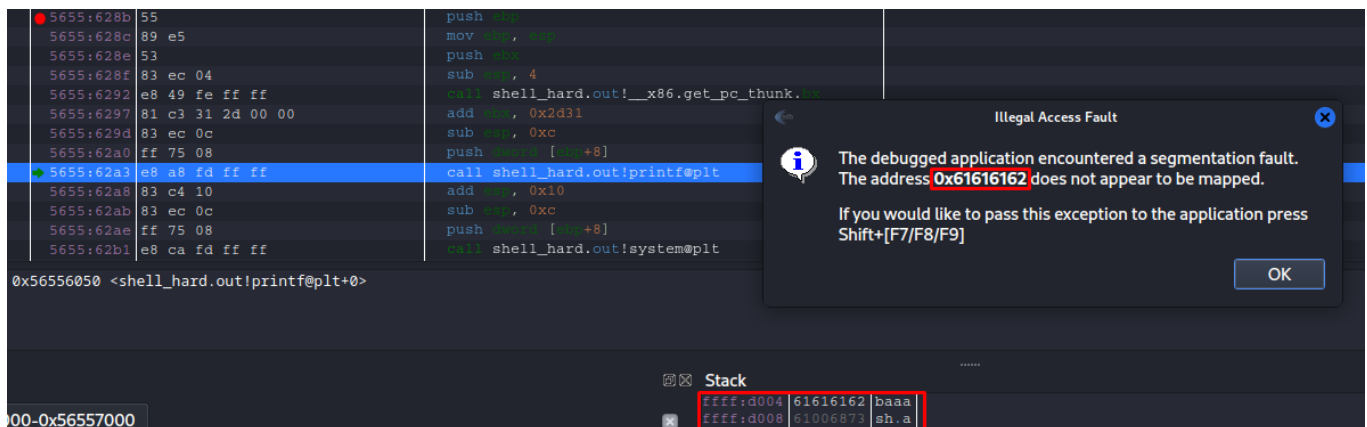 5655:628b 55 push ebp
5655:628c 89 e5 mov ebp, esp
5655:628e 53 push ebx
5655:628f 83 ec 04 sub esp, 4
5655:6292 e8 49 fe ff ff call shell_hard.out!__x86.get_pc_thunk.bx
5655:6297 81 c3 31 2d 00 00 add ebx, 0x2d31
5655:629d 83 ec 0c sub esp, 0xc
5655:62a0 ff 75 08 push dword [ebp+8]
5655:62a3 e8 a8 fd ff ff call shell_hard.out!printf@plt
5655:62a8 83 c4 10 add esp, 0x10
5655:62ab 83 ec 0c sub esp, 0xc
5655:62ae ff 75 08 push dword [ebp+8]
5655:62b1 e8 ca fd ff ff call shell_hard.out!system@plt
Illegal Access Fault
The debugged application encountered a segmentation fault.
The address 0x61616162 does not appear to be mapped.
If you would like to pass this exception to the application press
Shift+[F7/F8/F9]
OK
0x56556050 <shell_hard.out!printf@plt+0>
Stack
ffff:d004 61616162 baaa
ffff:d008 61006873 sh.a
000-0x56557000